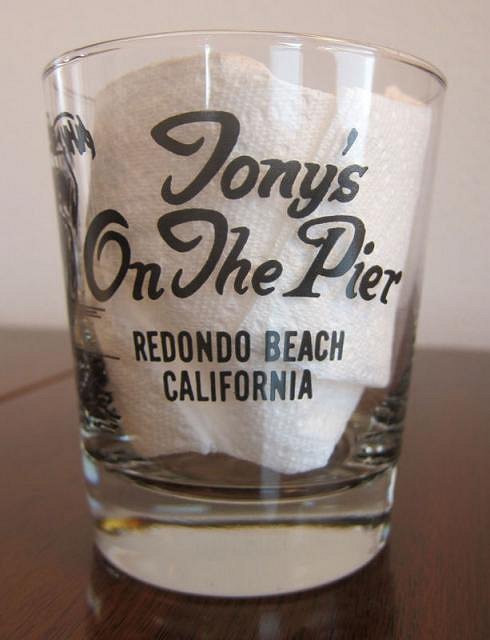 Tony's
On The Pier
REDONDO BEACH
CALIFORNIA